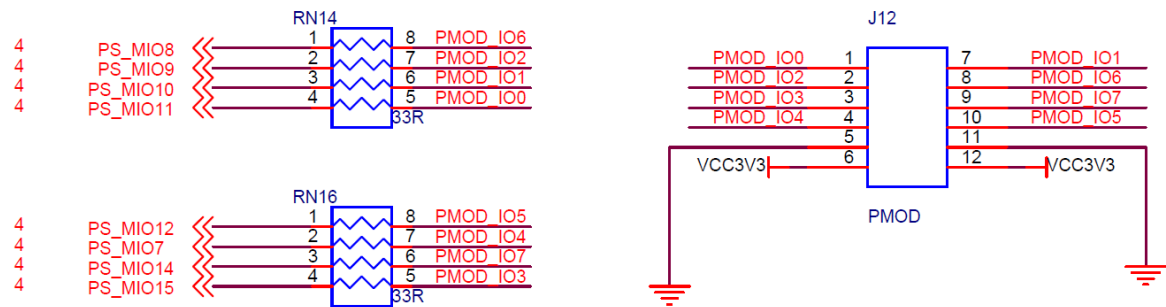 RN14
4 PS_MIO8 1 8 PMOD_IO6
4 PS_MIO9 2 7 PMOD_IO2
4 PS_MIO10 3 6 PMOD_IO1
4 PS_MIO11 4 5 PMOD_IO0
33R
RN16
4 PS_MIO12 1 8 PMOD_IO5
4 PS_MIO7 2 7 PMOD_IO4
4 PS_MIO14 3 6 PMOD_IO7
4 PS_MIO15 4 5 PMOD_IO3
33R
J12
PMOD_IO0 1 7 PMOD_IO1
PMOD_IO2 2 8 PMOD_IO6
PMOD_IO3 3 9 PMOD_IO7
PMOD_IO4 4 10 PMOD_IO5
5 11
VCC3V3 6 12 VCC3V3
PMOD